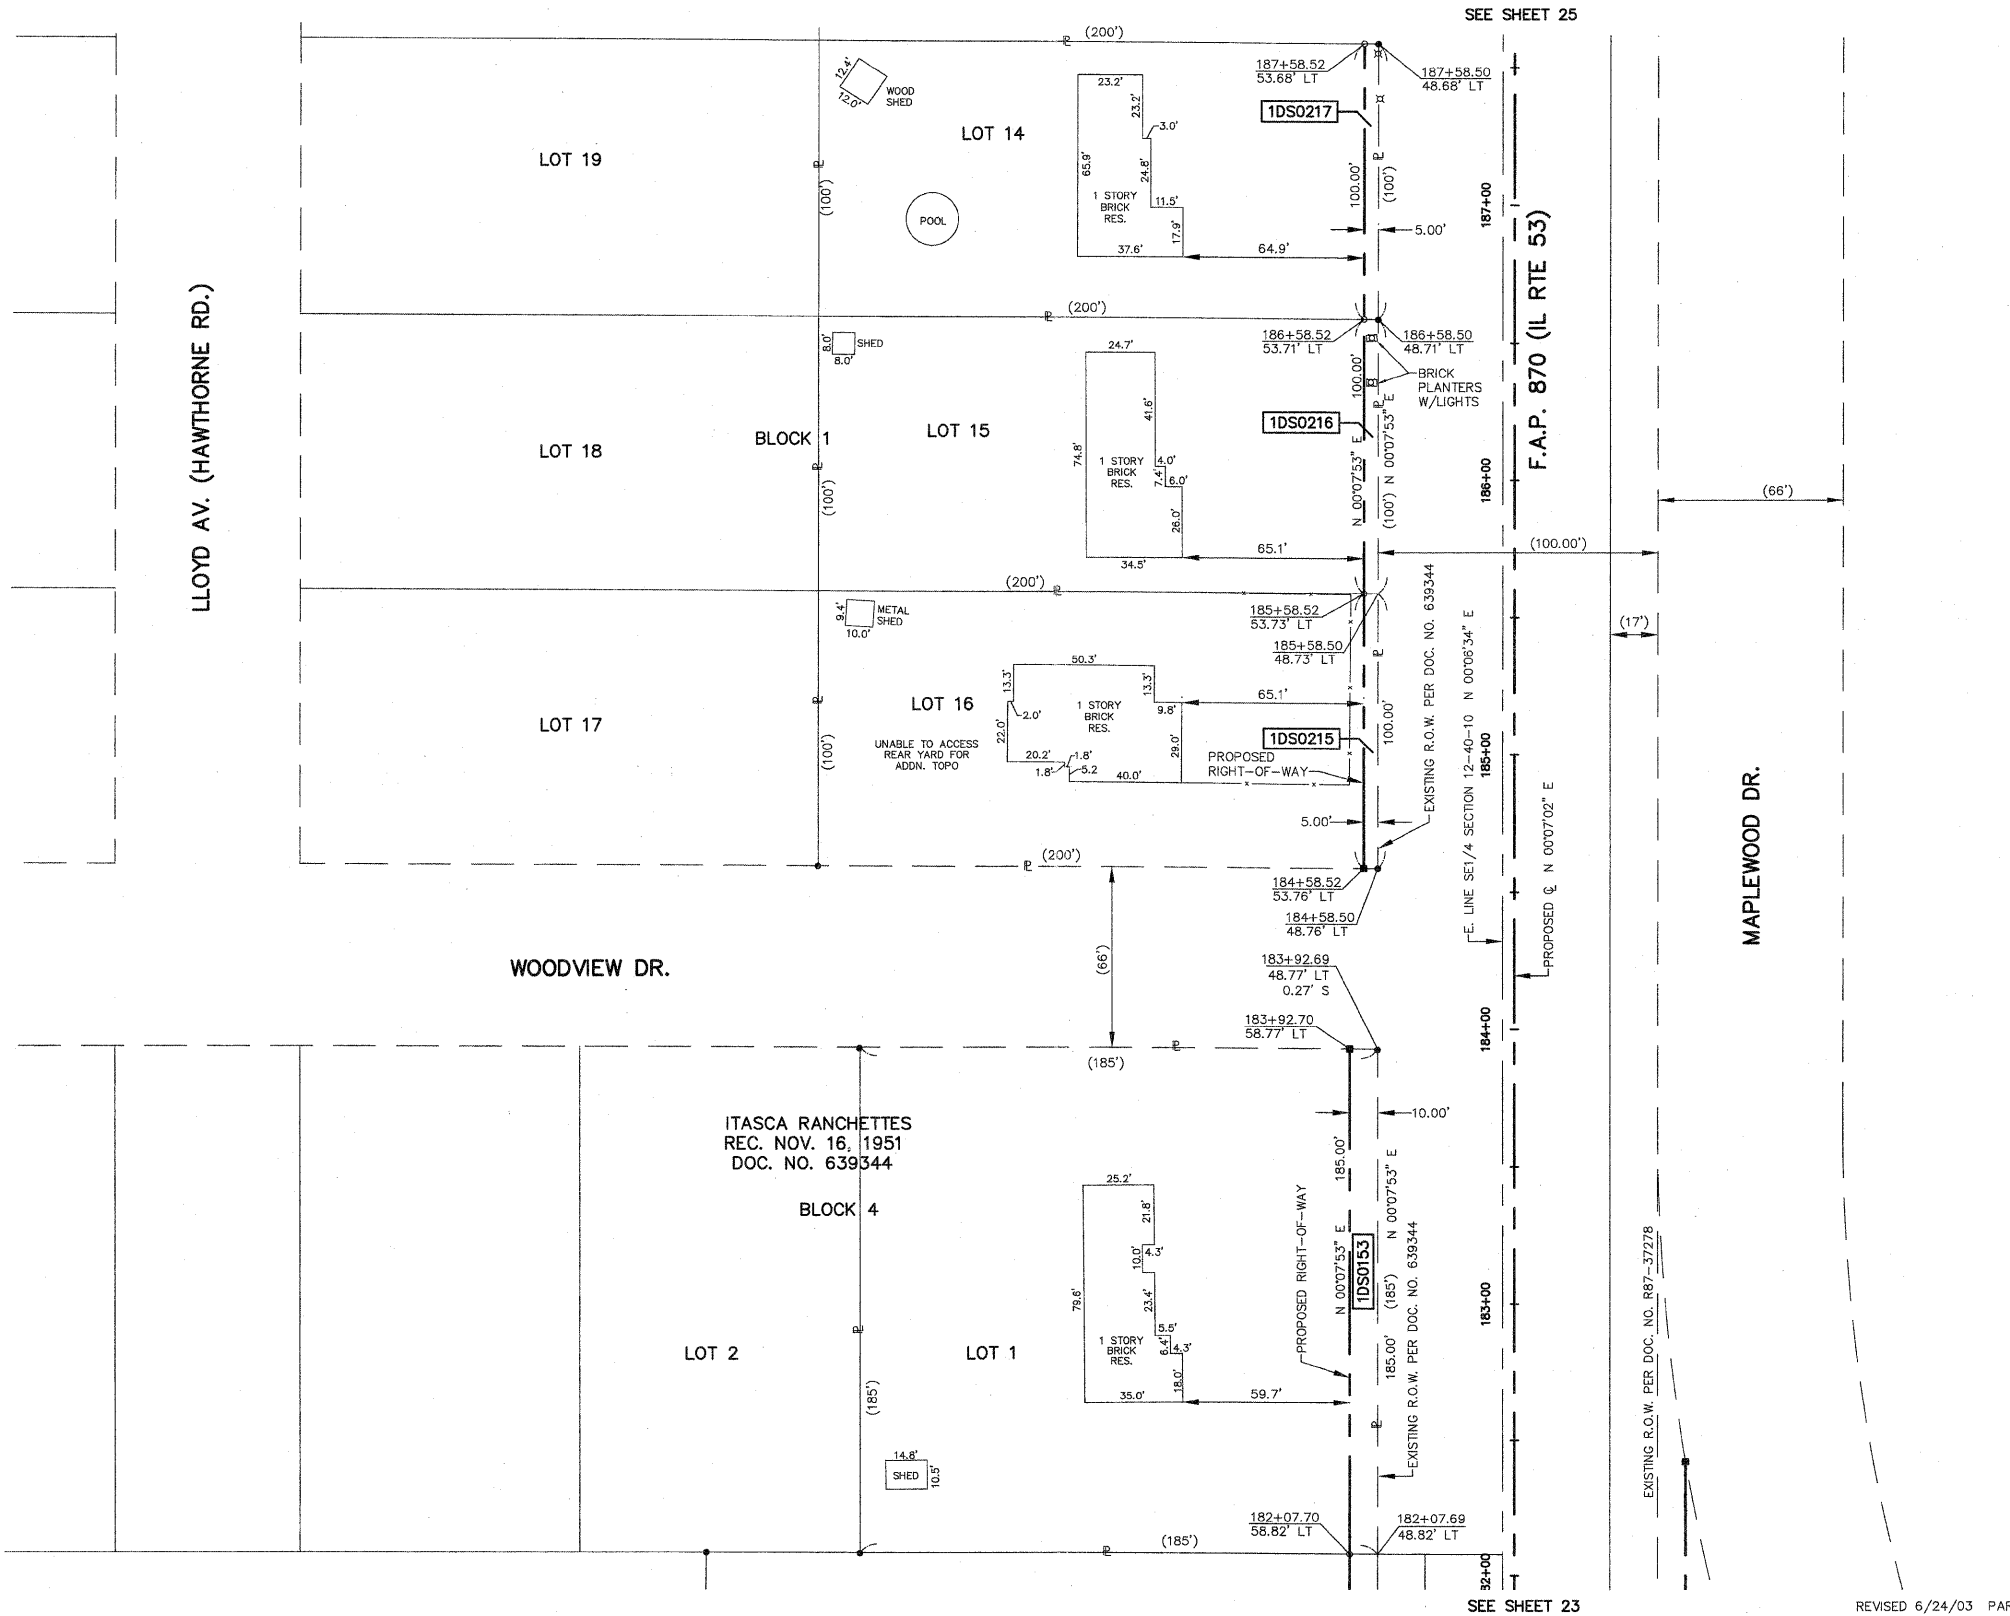 SEE SHEET 25
(200')
187+58.52
53.68' LT
187+58.50
48.68' LT
12.4'
12.0'
WOOD
SHED
23.2'
23.2'
3.0'
1DS0217
LOT 14
LOT 19
65.9'
24.8'
1 STORY
BRICK
RES.
11.5'
17.9'
37.6'
64.9'
POOL
(100')
100.00'
(100')
5.00'
187+00
F.A.P. 870 (IL RTE 53)
LLOYD AV. (HAWTHORNE RD.)
(200')
186+58.52
53.71' LT
186+58.50
48.71' LT
8.0'
8.0'
SHED
24.7'
100.00'
BRICK
PLANTERS
W/LIGHTS
1DS0216
LOT 18
BLOCK 1
LOT 15
74.8'
41.6'
1 STORY
BRICK
RES.
4.0'
7.4'
6.0'
26.0'
34.5'
65.1'
(100')
N 00°07'53" E
(100') N 00°07'53" E
186+00
(66')
(100.00')
(200')
185+58.52
53.73' LT
185+58.50
48.73' LT
9.4'
10.0'
METAL
SHED
(17')
50.3'
13.3'
13.3'
2.0'
9.8'
65.1'
1 STORY
BRICK
RES.
LOT 17
LOT 16
UNABLE TO ACCESS
REAR YARD FOR
ADDN. TOPO
22.0'
20.2'
1.8'
1.8'
5.2
40.0'
29.0'
(100')
1DS0215
PROPOSED
RIGHT-OF-WAY
100.00'
5.00'
EXISTING R.O.W. PER DOC. NO. 639344
E. LINE SE1/4 SECTION 12-40-10 N 00°06'34" E
185+00
PROPOSED ℄ N 00°07'02" E
MAPLEWOOD DR.
(200')
184+58.52
53.76' LT
184+58.50
48.76' LT
WOODVIEW DR.
(66')
183+92.69
48.77' LT
0.27' S
183+92.70
58.77' LT
184+00
(185')
10.00'
ITASCA RANCHETTES
REC. NOV. 16, 1951
DOC. NO. 639344
BLOCK 4
25.2'
21.8'
10.0'
4.3'
79.6'
23.4'
5.5'
6.4'
4.3'
1 STORY
BRICK
RES.
18.0'
35.0'
59.7'
LOT 2
LOT 1
(185')
PROPOSED RIGHT-OF-WAY
185.00'
N 00°07'53" E
1DS0153
185.00' (185') N 00°07'53" E
EXISTING R.O.W. PER DOC. NO. 639344
183+00
EXISTING R.O.W. PER DOC. NO. R87-37278
14.8'
SHED
10.5'
182+07.70
58.82' LT
182+07.69
48.82' LT
(185')
82+00
SEE SHEET 23
REVISED 6/24/03 PAR